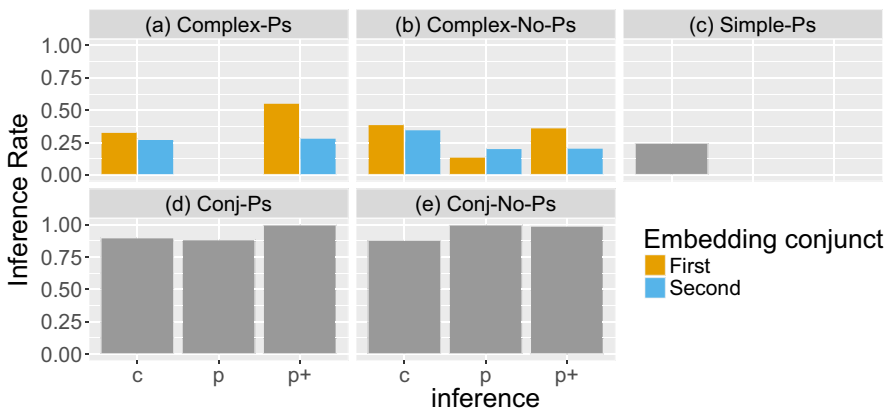 (a) Complex-Ps
(b) Complex-No-Ps
(c) Simple-Ps
1.00
0.75
0.50
0.25
0.00
(d) Conj-Ps
(e) Conj-No-Ps
1.00
0.75
0.50
0.25
0.00
Inference Rate
c p p+
c p p+
inference
Embedding conjunct
First
Second